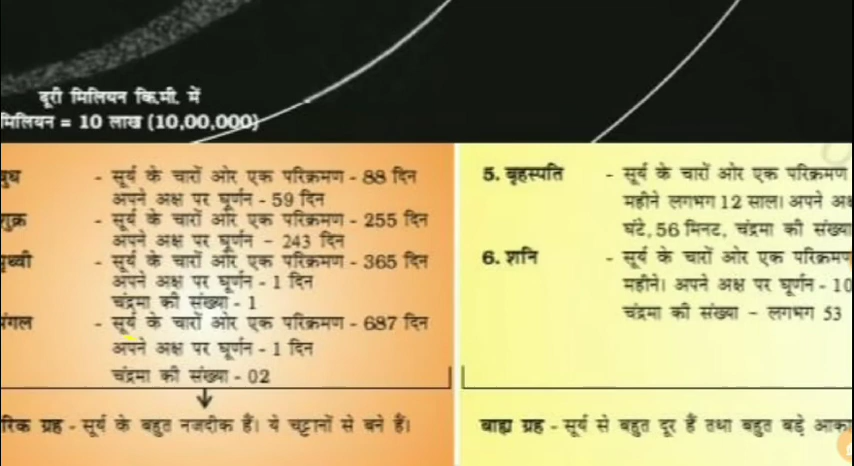 दूरी मिलियन कि.मी. में
मिलियन = 10 लाख (10,00,000)
बुध - सूर्य के चारों ओर एक परिक्रमण - 88 दिन
अपने अक्ष पर घूर्णन - 59 दिन
शुक्र - सूर्य के चारों ओर एक परिक्रमण - 255 दिन
अपने अक्ष पर घूर्णन - 243 दिन
पृथ्वी - सूर्य के चारों ओर एक परिक्रमण - 365 दिन
अपने अक्ष पर घूर्णन - 1 दिन
चंद्रमा की संख्या - 1
मंगल - सूर्य के चारों ओर एक परिक्रमण - 687 दिन
अपने अक्ष पर घूर्णन - 1 दिन
चंद्रमा की संख्या - 02
रिक ग्रह - सूर्य के बहुत नजदीक हैं। ये चट्टानों से बने हैं।
5. बृहस्पति - सूर्य के चारों ओर एक परिक्रमण
महीने लगभग 12 साल। अपने अक्ष
घंटे, 56 मिनट, चंद्रमा की संख्या
6. शनि - सूर्य के चारों ओर एक परिक्रमण
महीने। अपने अक्ष पर घूर्णन - 10
चंद्रमा की संख्या - लगभग 53
बाह्य ग्रह - सूर्य से बहुत दूर हैं तथा बहुत बड़े आका